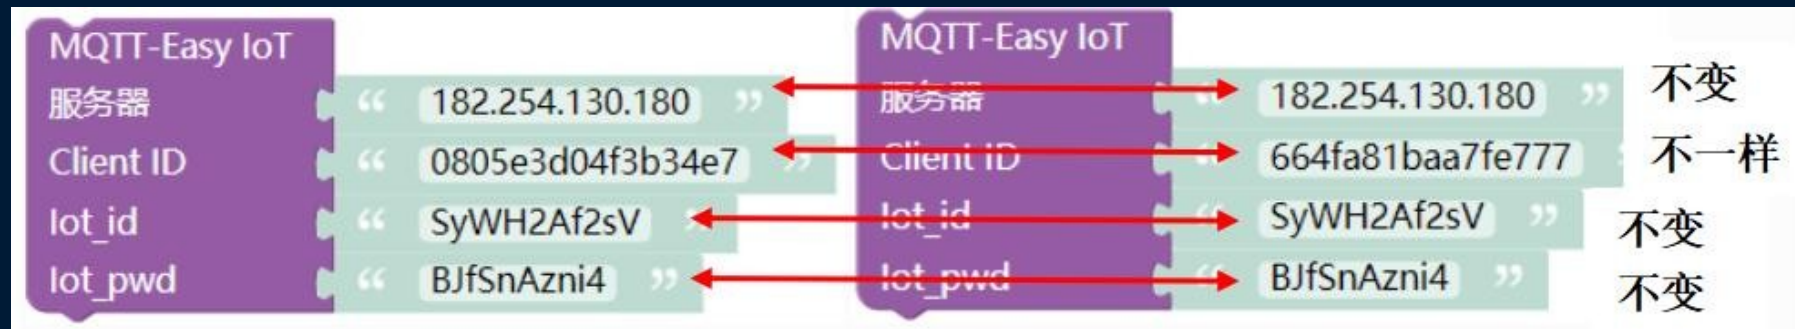 MQTT-Easy IoT
服务器 “ 182.254.130.180 ”
Client ID “ 0805e3d04f3b34e7 ”
Iot_id “ SyWH2Af2sV ”
Iot_pwd “ BJfSnAzni4 ”
MQTT-Easy IoT
服务器 “ 182.254.130.180 ” 不变
Client ID “ 664fa81baa7fe777 “ 不一样
Iot_id “ SyWH2Af2sV ” 不变
Iot_pwd “ BJfSnAzni4 ” 不变